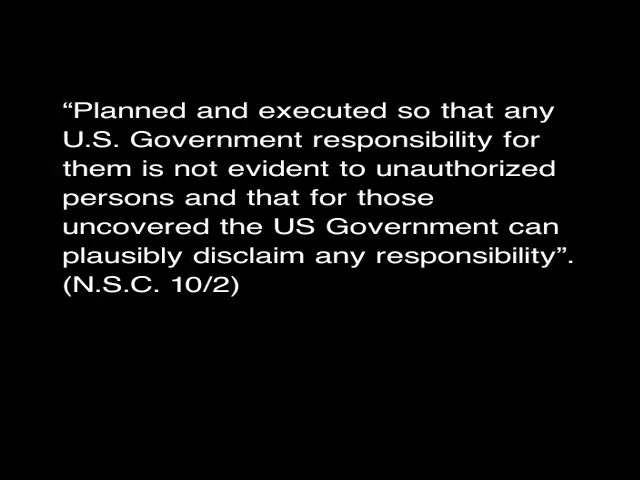 “Planned and executed so that any
U.S. Government responsibility for
them is not evident to unauthorized
persons and that for those
uncovered the US Government can
plausibly disclaim any responsibility”.
(N.S.C. 10/2)